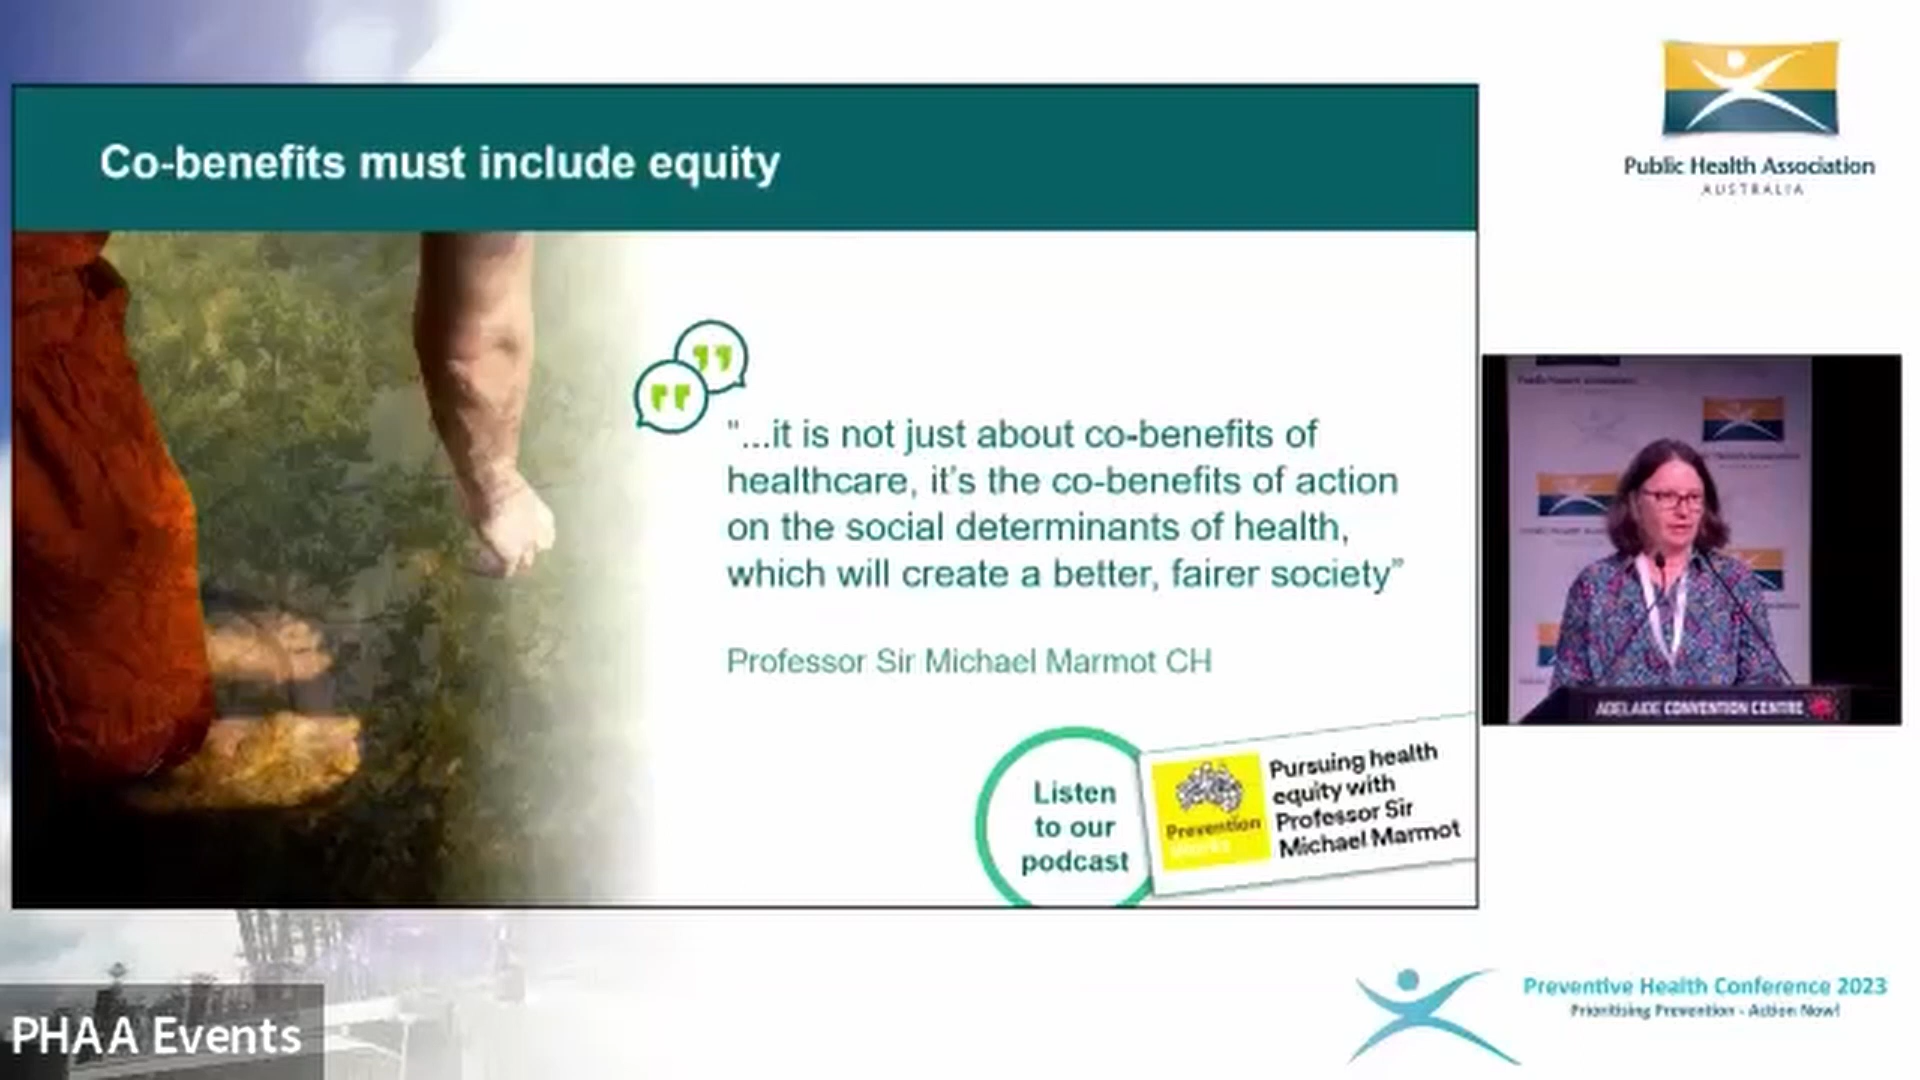 Co-benefits must include equity
"...it is not just about co-benefits of
healthcare, it's the co-benefits of action
on the social determinants of health,
which will create a better, fairer society”
Professor Sir Michael Marmot CH
Listen
to our
podcast
Prevention
Works
Pursuing health
equity with
Professor Sir
Michael Marmot
Public Health Association
AUSTRALIA
ADELAIDE CONVENTION CENTRE
Preventive Health Conference 2023
Prioritising Prevention - Action Now!
PHAA Events